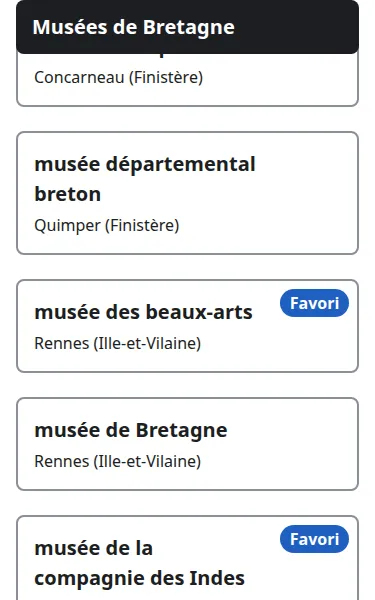 Musées de Bretagne
Concarneau (Finistère)
musée départemental
breton
Quimper (Finistère)
musée des beaux-arts
Favori
Rennes (Ille-et-Vilaine)
musée de Bretagne
Rennes (Ille-et-Vilaine)
musée de la
Favori
compagnie des Indes